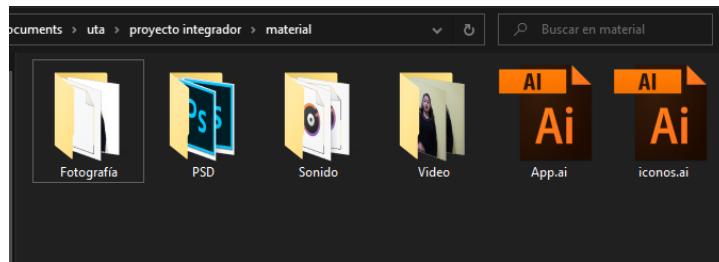 ocuments > uta > proyecto integrador > material
Buscar en material
AI
AI
Ps
Ai
Ai
Fotografía
PSD
Sonido
Video
App.ai
iconos.ai